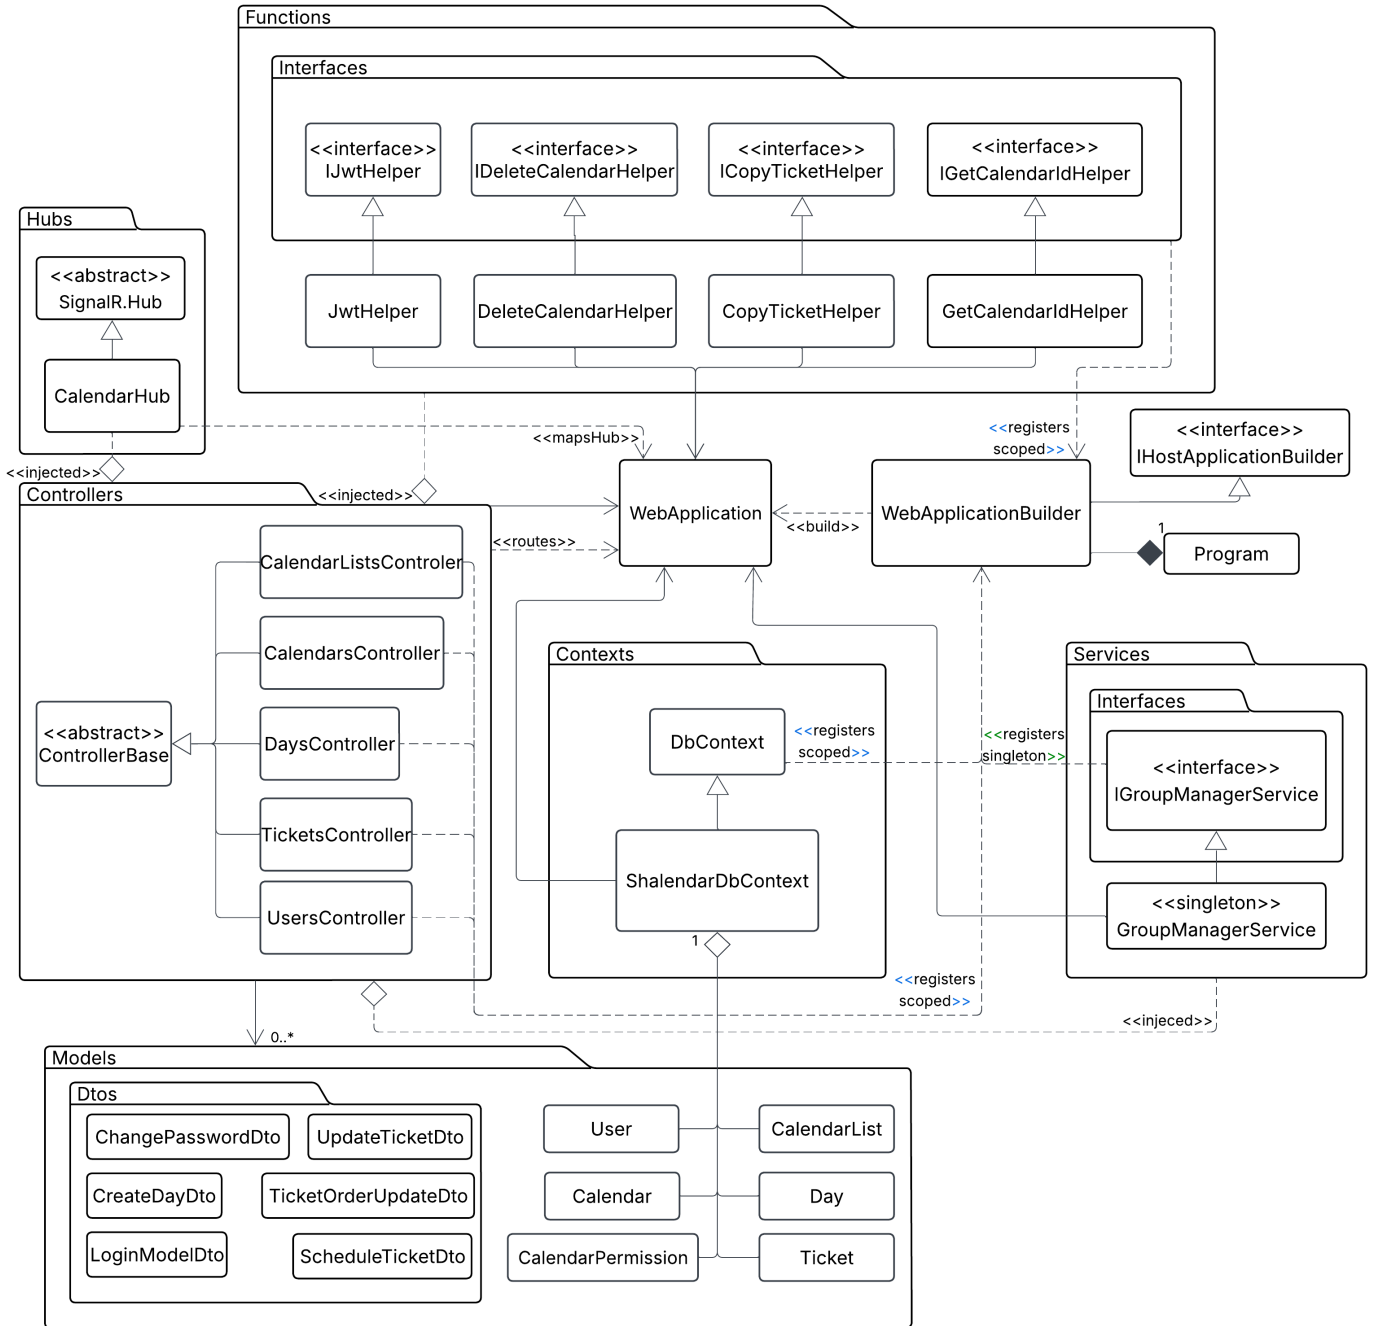 Functions
Interfaces
<<interface>>
IJwtHelper
<<interface>>
IDeleteCalendarHelper
<<interface>>
ICopyTicketHelper
<<interface>>
IGetCalendarIdHelper
Hubs
<<abstract>>
SignalR.Hub
CalendarHub
JwtHelper
DeleteCalendarHelper
CopyTicketHelper
GetCalendarIdHelper
<<mapsHub>>
<<registers
scoped>>
<<interface>>
IHostApplicationBuilder
<<injected>>
<<injected>>
Controllers
WebApplication
<<build>>
WebApplicationBuilder
1
Program
<<routes>>
CalendarListsControler
CalendarsController
<<abstract>>
ControllerBase
DaysController
TicketsController
UsersController
Contexts
DbContext
<<registers
scoped>>
ShalendarDbContext
1
<<registers
singleton>>
Services
Interfaces
<<interface>>
IGroupManagerService
<<singleton>>
GroupManagerService
<<registers
scoped>>
<<injeced>>
0..*
Models
Dtos
ChangePasswordDto
UpdateTicketDto
CreateDayDto
TicketOrderUpdateDto
LoginModelDto
ScheduleTicketDto
User
CalendarList
Calendar
Day
CalendarPermission
Ticket